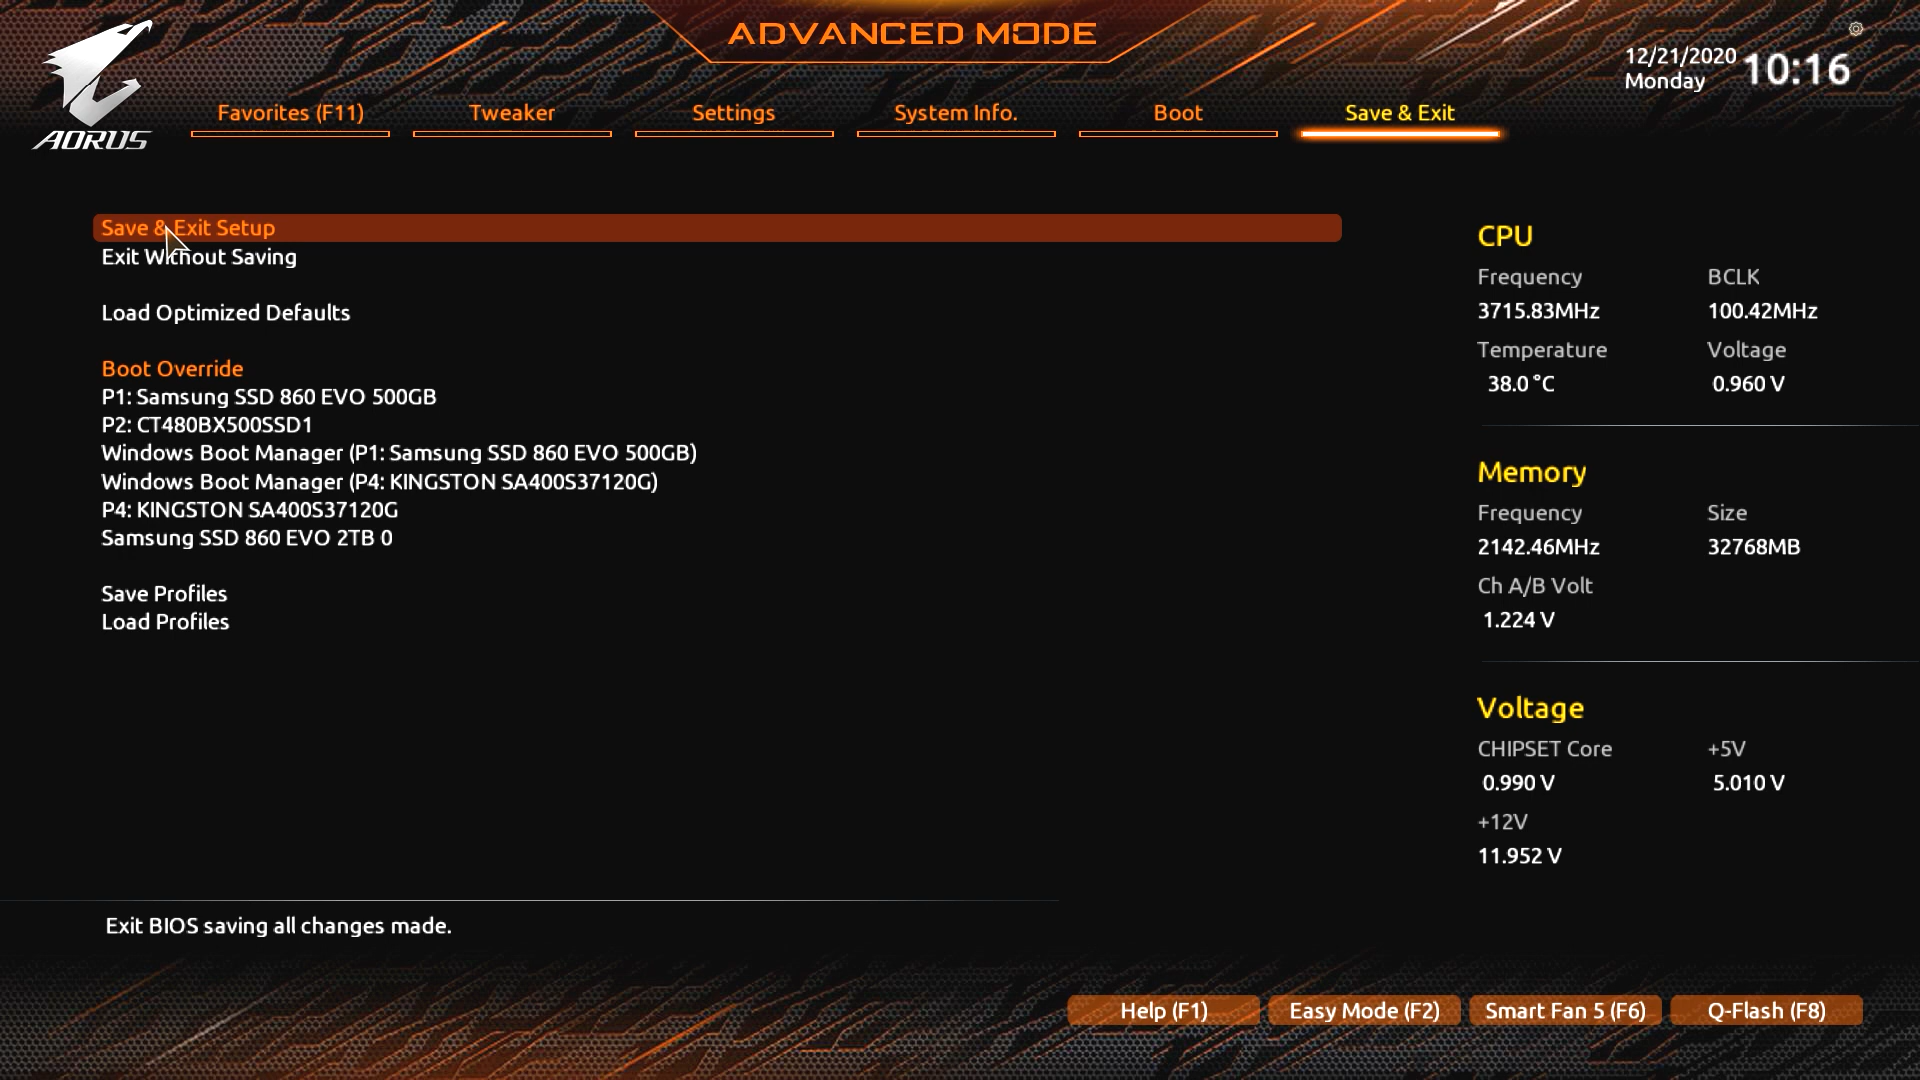 ADVANCED MODE
12/21/2020
Monday
10:16
AORUS
Favorites (F11)
Tweaker
Settings
System Info.
Boot
Save & Exit
Save & Exit Setup
Exit Without Saving
Load Optimized Defaults
Boot Override
P1: Samsung SSD 860 EVO 500GB
P2: CT480BX500SSD1
Windows Boot Manager (P1: Samsung SSD 860 EVO 500GB)
Windows Boot Manager (P4: KINGSTON SA400S37120G)
P4: KINGSTON SA400S37120G
Samsung SSD 860 EVO 2TB 0
Save Profiles
Load Profiles
CPU
Frequency BCLK
3715.83MHz 100.42MHz
Temperature Voltage
38.0 °C 0.960 V
Memory
Frequency Size
2142.46MHz 32768MB
Ch A/B Volt
1.224 V
Voltage
CHIPSET Core +5V
0.990 V 5.010 V
+12V
11.952 V
Exit BIOS saving all changes made.
Help (F1)
Easy Mode (F2)
Smart Fan 5 (F6)
Q-Flash (F8)